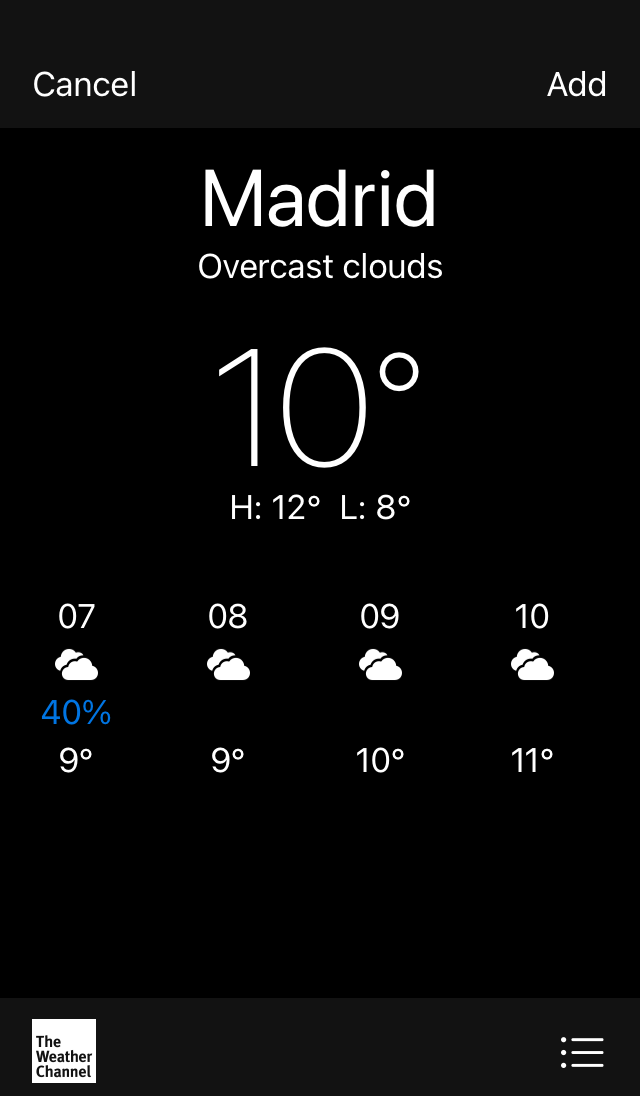 Cancel Add
Madrid
Overcast clouds
10°
H: 12° L: 8°
07 08 09 10
40%
9° 9° 10° 11°
The
Weather
Channel